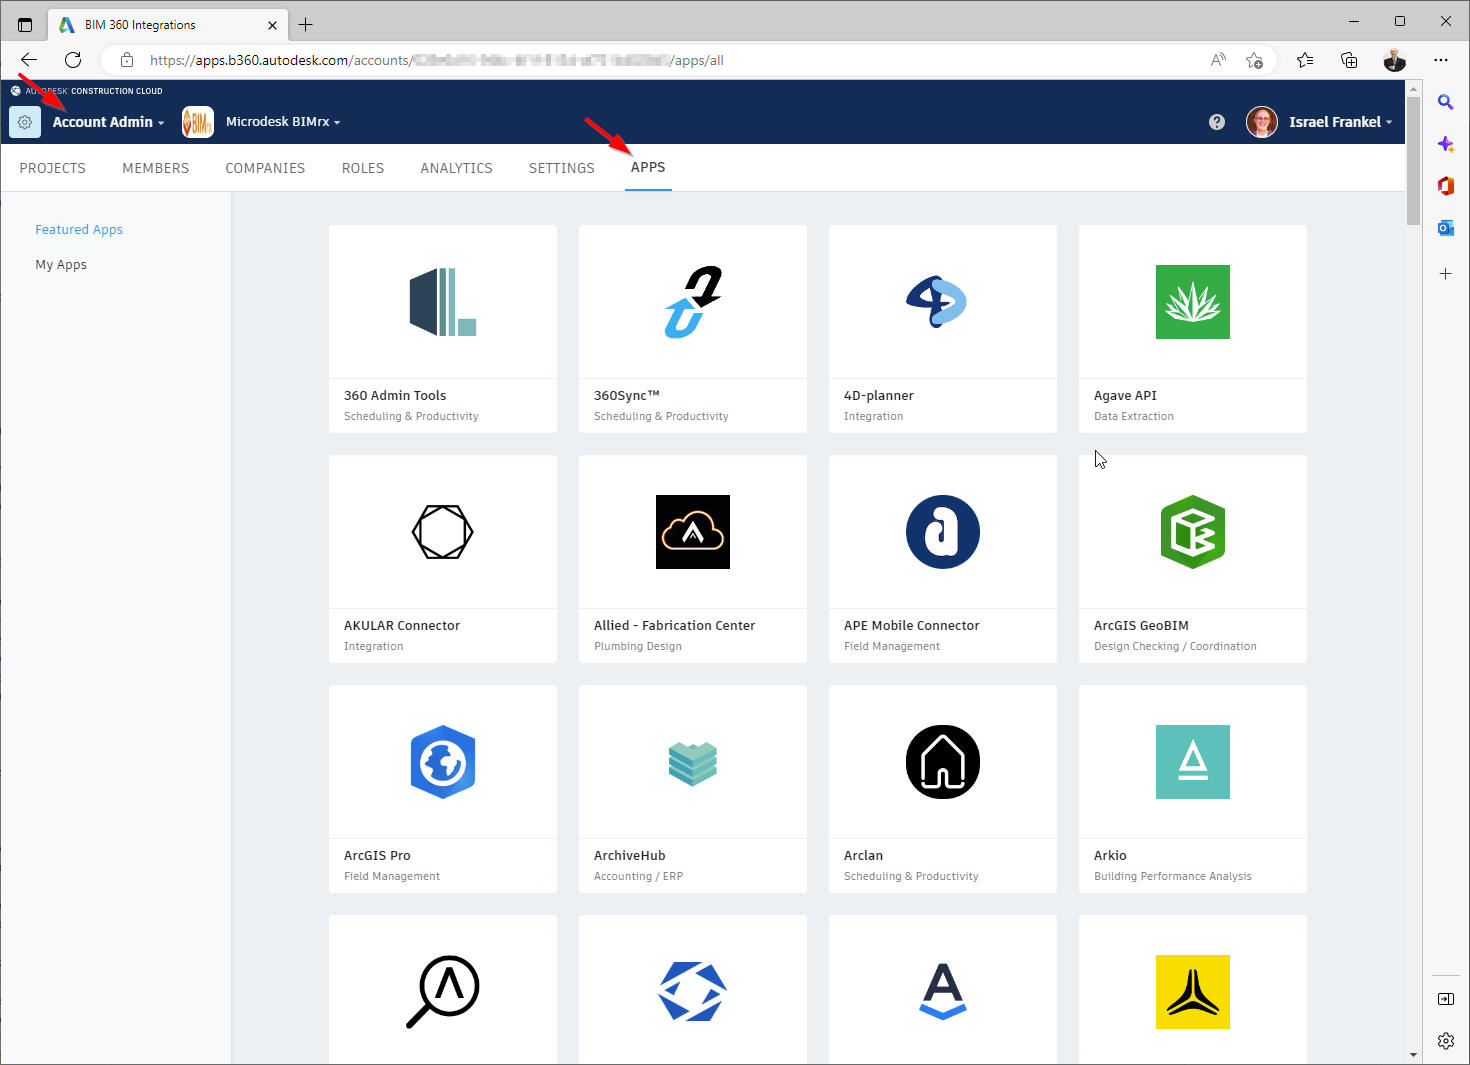 BIM 360 Integrations
https://apps.b360.autodesk.com/accounts/
/apps/all
AUTODESK CONSTRUCTION CLOUD
Account Admin
BIMrx
Microdesk BIMrx
Israel Frankel
PROJECTS MEMBERS COMPANIES ROLES ANALYTICS SETTINGS APPS
Featured Apps
My Apps
360 Admin Tools
Scheduling & Productivity
360Sync™
Scheduling & Productivity
4D-planner
Integration
Agave API
Data Extraction
AKULAR Connector
Integration
Allied - Fabrication Center
Plumbing Design
APE Mobile Connector
Field Management
ArcGIS GeoBIM
Design Checking / Coordination
ArcGIS Pro
Field Management
ArchiveHub
Accounting / ERP
Arclan
Scheduling & Productivity
Arkio
Building Performance Analysis